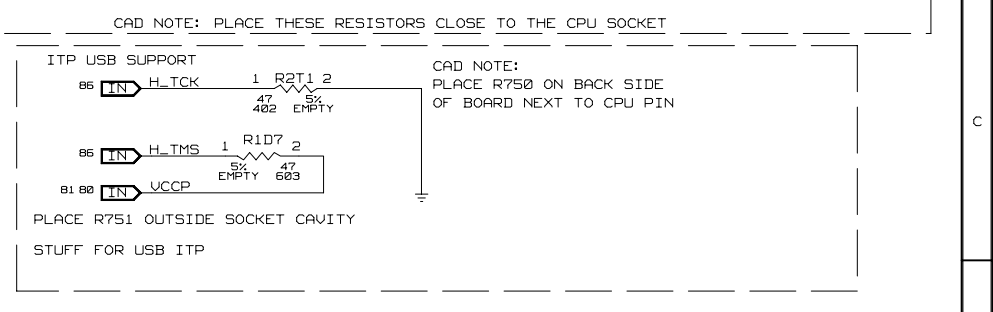 CAD NOTE: PLACE THESE RESISTORS CLOSE TO THE CPU SOCKET
ITP USB SUPPORT
CAD NOTE:
PLACE R750 ON BACK SIDE
OF BOARD NEXT TO CPU PIN
86 IN H_TCK 1 R2T1 2
47 5%
402 EMPTY
C
86 IN H_TMS 1 R1D7 2
5% 47
EMPTY 603
81 80 IN VCCP
PLACE R751 OUTSIDE SOCKET CAVITY
STUFF FOR USB ITP